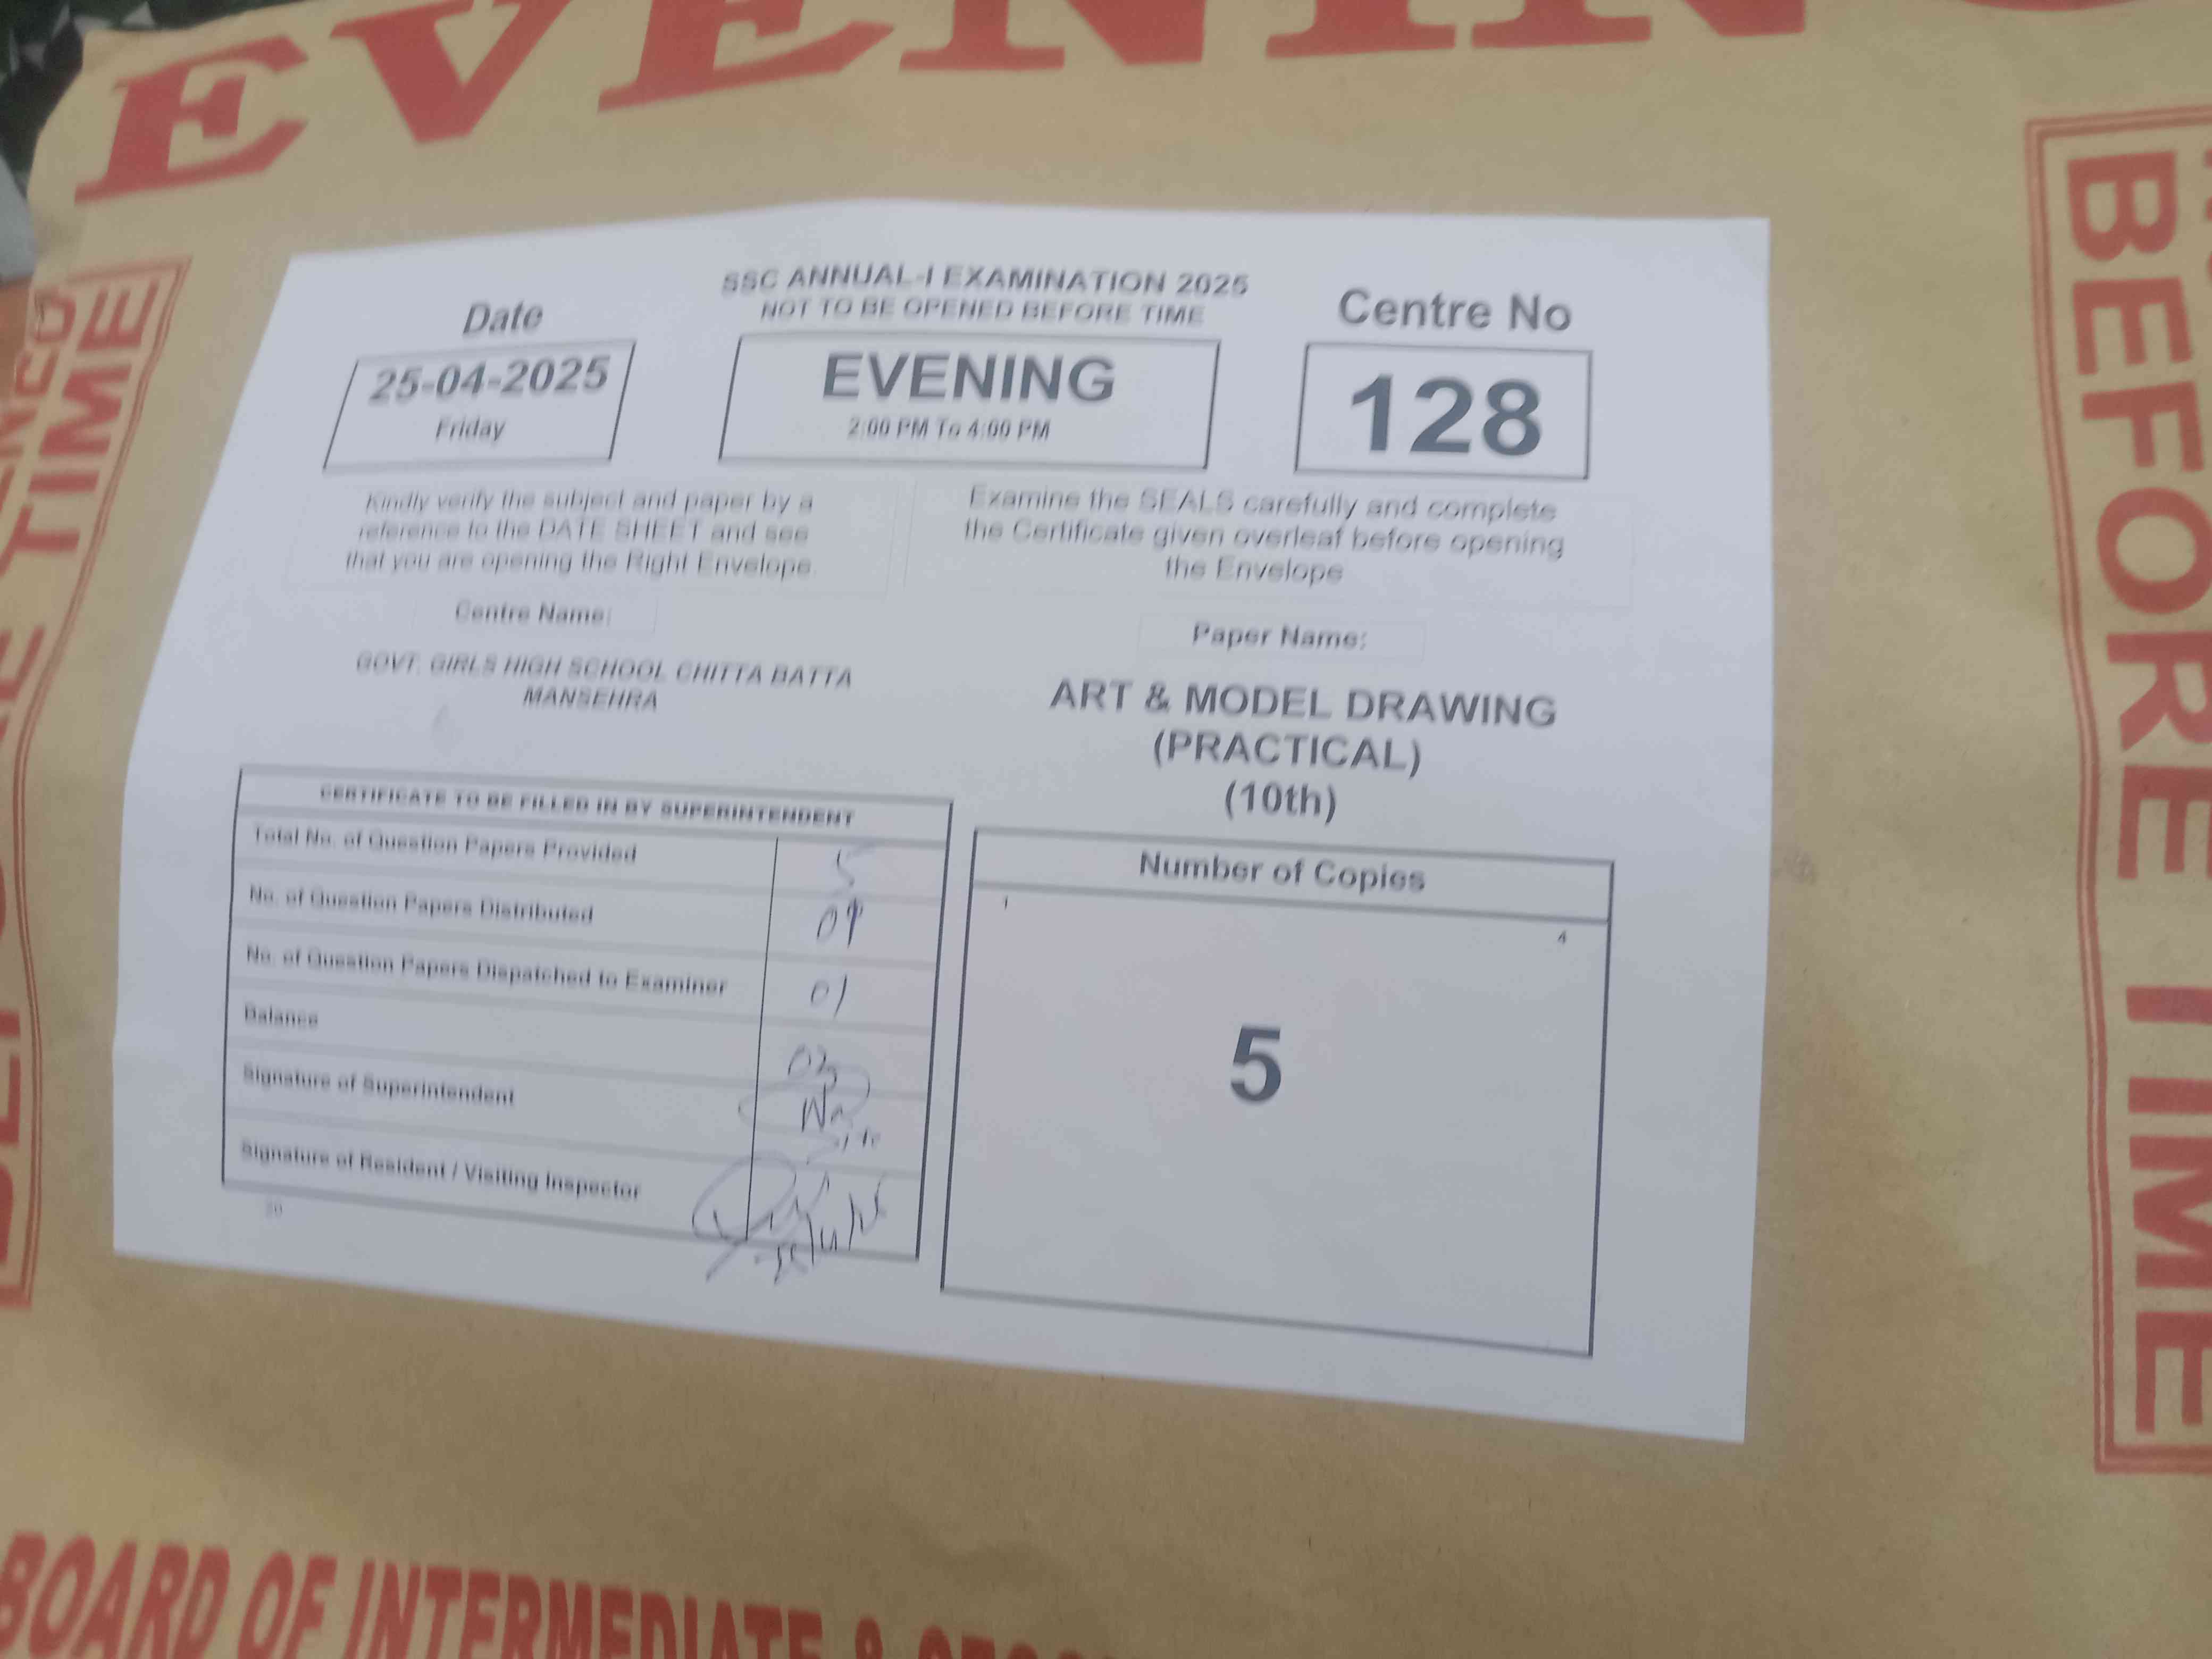 EVENIN
SSC ANNUAL-I EXAMINATION 2025
NOT TO BE OPENED BEFORE TIME
Date
25-04-2025
Friday
EVENING
2:00 PM To 4:00 PM
Centre No
128
Kindly verify the subject and paper by a
reference to the DATE SHEET and see
that you are opening the Right Envelope
Examine the SEALS carefully and complete
the Certificate given overleaf before opening
the Envelope
Centre Name:
GOVT. GIRLS HIGH SCHOOL CHITTA BATTA
MANSEHRA
Paper Name:
ART & MODEL DRAWING
(PRACTICAL)
(10th)
CERTIFICATE TO BE FILLED IN BY SUPERINTENDENT
Total No. of Question Papers Provided 5
No. of Question Papers Distributed
No. of Question Papers Dispatched to Examiner 01
Balance 03
Signature of Superintendent
Signature of Resident / Visiting Inspector
20
Number of Copies
1
4
5
TIME
BEFORE TIME
BOARD OF INTERMEDIATE &